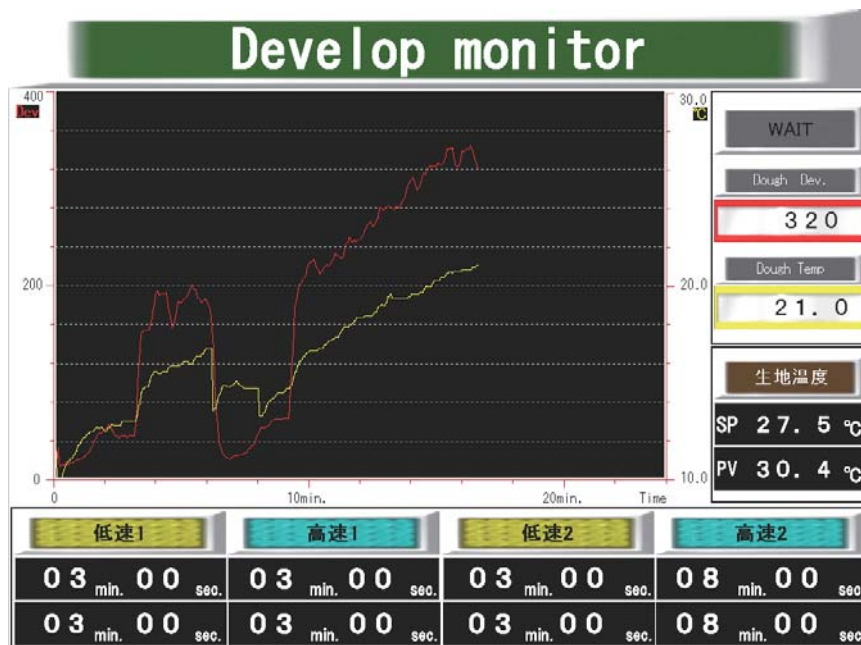 Develop monitor
400
Dev
30.0
℃
200
20.0
0
10.0
0
10min.
20min.
Time
WAIT
Dough Dev.
320
Dough Temp
21.0
生地温度
SP 27.5 ℃
PV 30.4 ℃
低速1 高速1 低速2 高速2
03 min. 00 sec. 03 min. 00 sec. 03 min. 00 sec. 08 min. 00 sec.
03 min. 00 sec. 03 min. 00 sec. 03 min. 00 sec. 08 min. 00 sec.